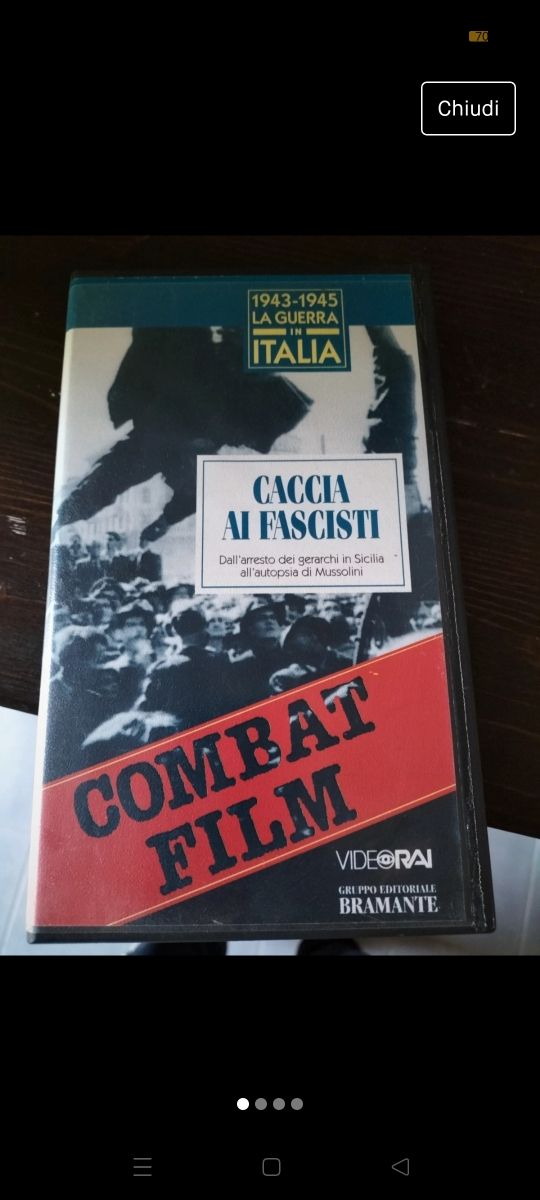 70
Chiudi
1943-1945
LA GUERRA
IN
ITALIA
CACCIA
AI FASCISTI
Dall'arresto dei gerarchi in Sicilia
all'autopsia di Mussolini
COMBAT
FILM
VIDEORAI
GRUPPO EDITORIALE
BRAMANTE